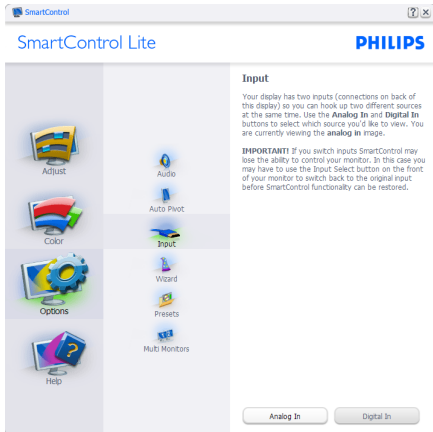 SmartControl
SmartControl Lite
PHILIPS
Adjust
Color
Options
Help
Audio
Auto Pivot
Input
Wizard
Presets
Multi Monitors
Input
Your display has two inputs (connections on back of
this display) so you can hook up two different sources
at the same time. Use the Analog In and Digital In
buttons to select which source you'd like to view. You
are currently viewing the analog in image.
IMPORTANT! If you switch inputs SmartControl may
lose the ability to control your monitor. In this case you
may have to use the Input Select button on the front
of your monitor to switch back to the original input
before SmartControl functionality can be restored.
Analog In
Digital In